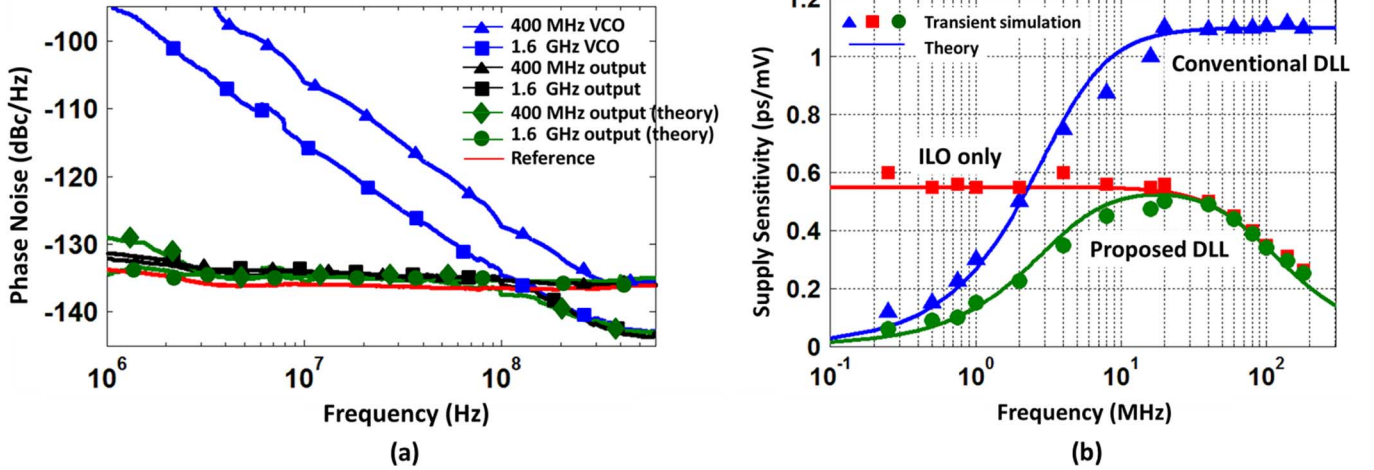 Phase Noise (dBc/Hz)
-100
-110
-120
-130
-140
400 MHz VCO
1.6 GHz VCO
400 MHz output
1.6 GHz output
400 MHz output (theory)
1.6 GHz output (theory)
Reference
10^6
10^7
10^8
Frequency (Hz)
(a)
Supply Sensitivity (ps/mV)
1.2
1
0.8
0.6
0.4
0.2
0
Transient simulation
Theory
Conventional DLL
ILO only
Proposed DLL
10^-1
10^0
10^1
10^2
Frequency (MHz)
(b)